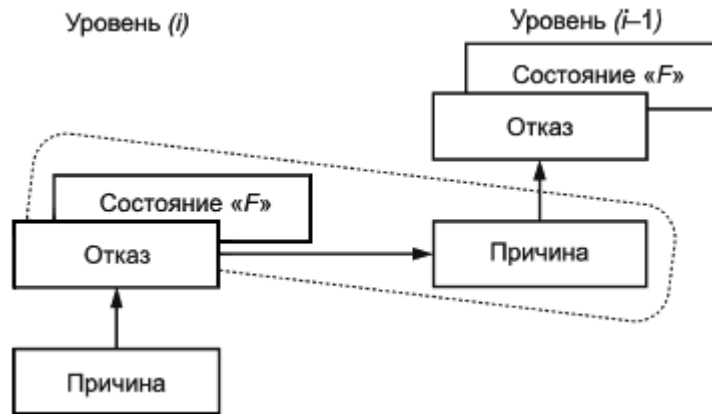 Уровень (i)
Уровень (i–1)
Состояние «F»
Отказ
Состояние «F»
Отказ
Причина
Причина